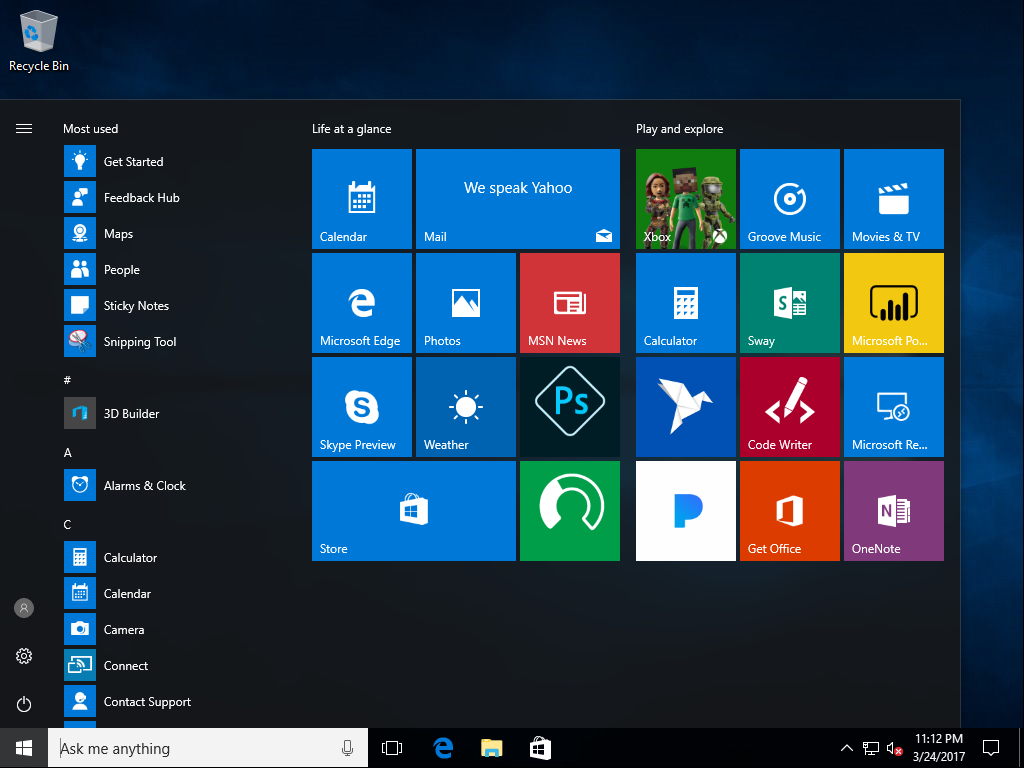 Recycle Bin
Most used
Get Started
Feedback Hub
Maps
People
Sticky Notes
Snipping Tool
#
3D Builder
A
Alarms & Clock
C
Calculator
Calendar
Camera
Connect
Contact Support
Life at a glance
Calendar
We speak Yahoo
Mail
Microsoft Edge
Photos
MSN News
Skype Preview
Weather
Ps
Store
Play and explore
Xbox
Groove Music
Movies & TV
Calculator
S
Sway
Microsoft Po...
Code Writer
Microsoft Re...
P
Get Office
N
OneNote
Ask me anything
11:12 PM
3/24/2017